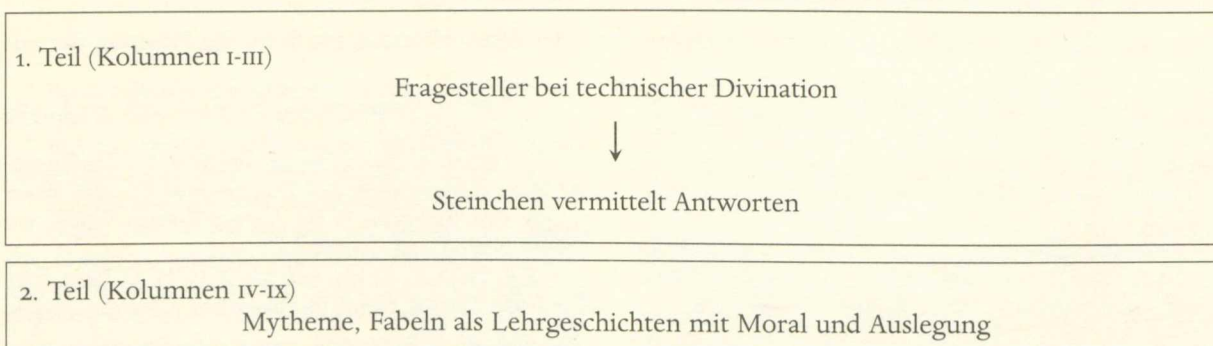 1. Teil (Kolumnen I-III)
Fragesteller bei technischer Divination
↓
Steinchen vermittelt Antworten
2. Teil (Kolumnen IV-IX)
Mytheme, Fabeln als Lehrgeschichten mit Moral und Auslegung